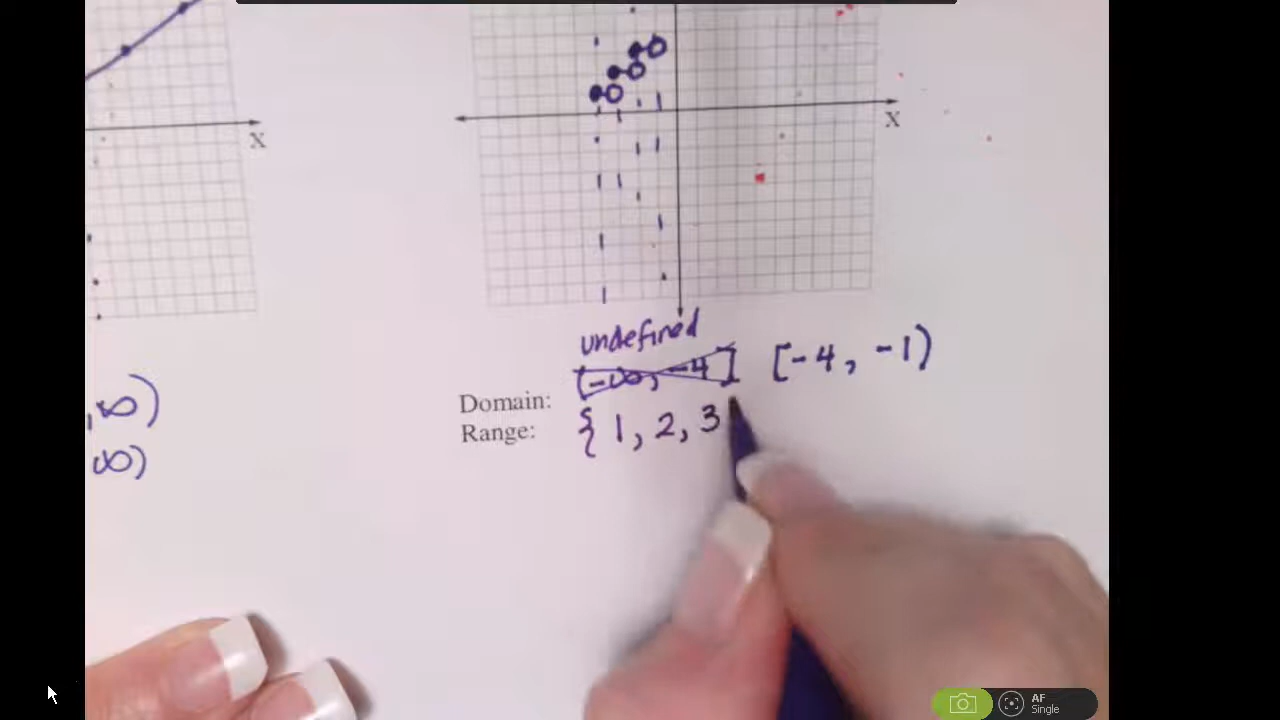 X
X
undefined
(-∞, -4] [-4, -1)
Domain:
Range: { 1, 2, 3
, ∞)
∞)
AF
Single